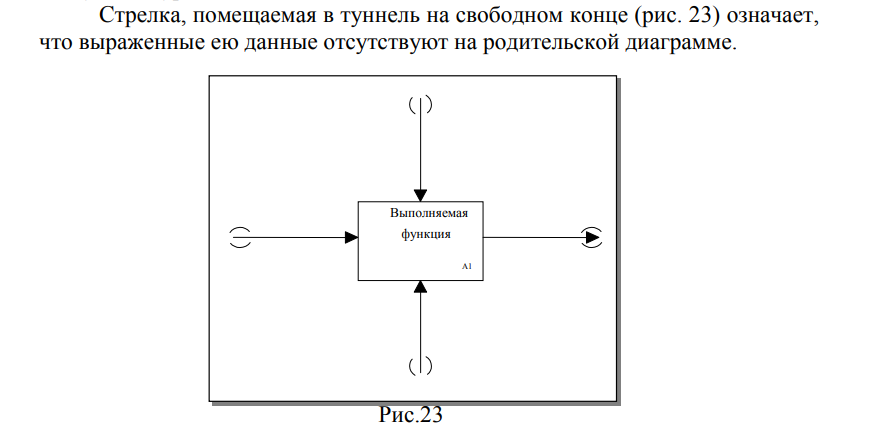 Стрелка, помещаемая в туннель на свободном конце (рис. 23) означает,
что выраженные ею данные отсутствуют на родительской диаграмме.
Выполняемая
функция
А1
Рис.23